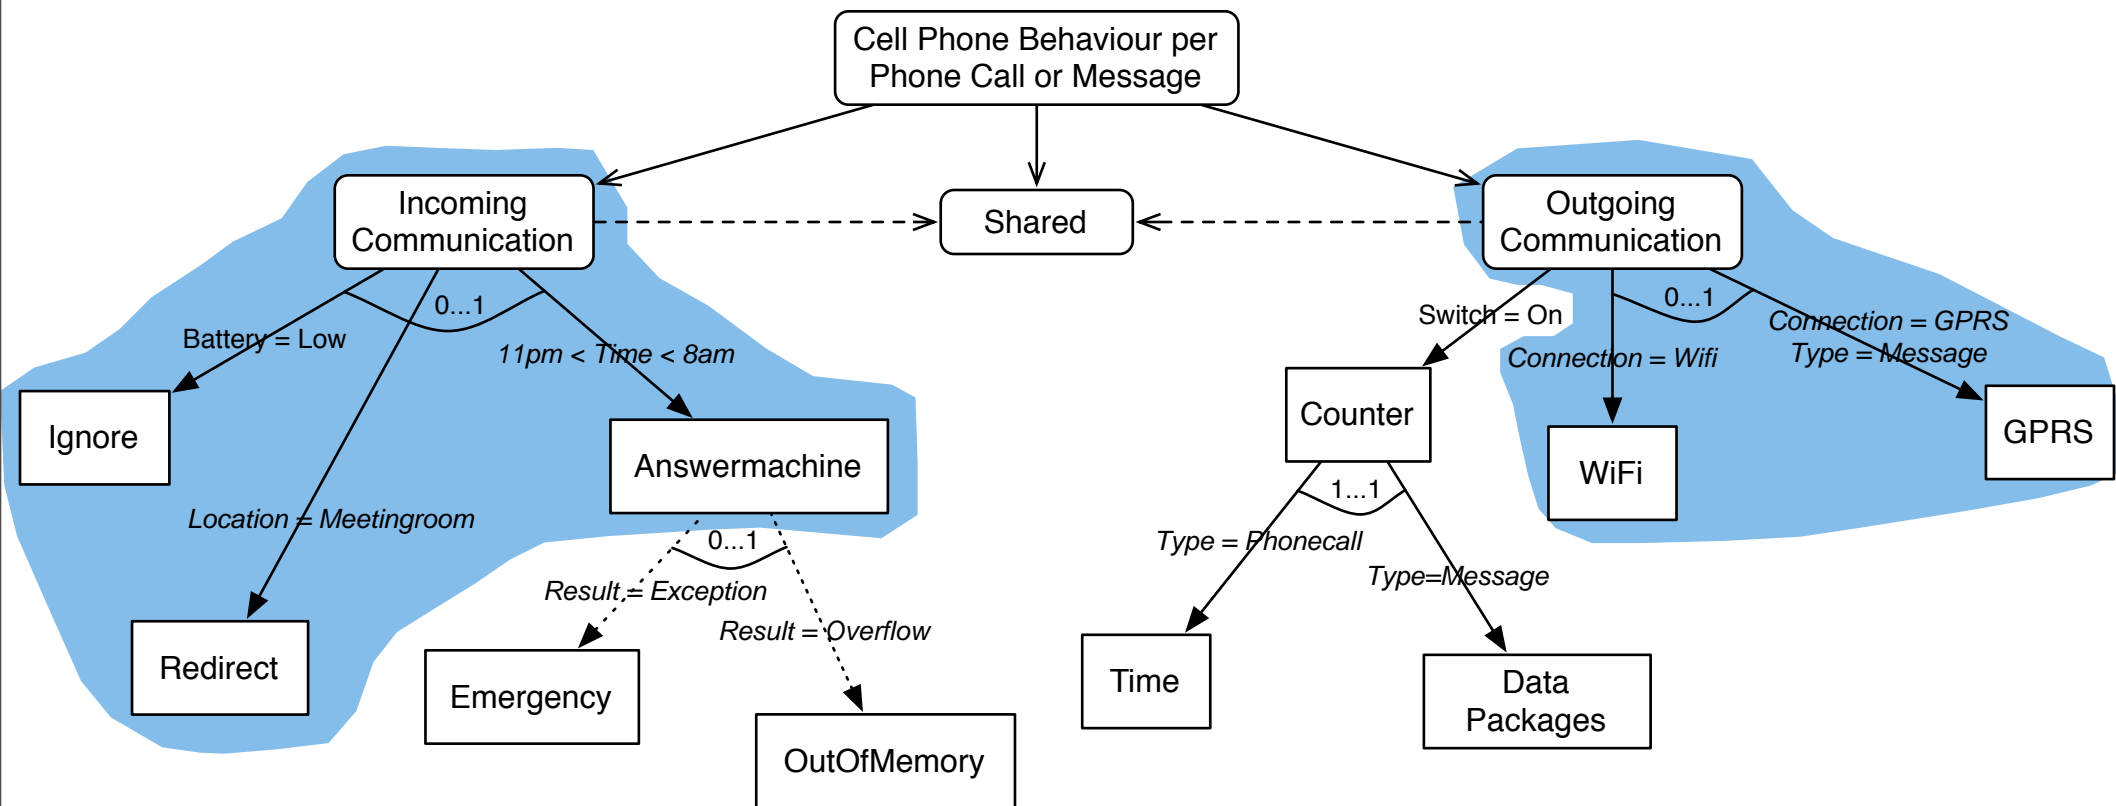 Cell Phone Behaviour per
Phone Call or Message
Incoming
Communication
Shared
Outgoing
Communication
0...1
Battery = Low
11pm < Time < 8am
Switch = On
0...1
Connection = GPRS
Type = Message
Connection = Wifi
Ignore
Answermachine
Counter
WiFi
GPRS
Location = Meetingroom
0...1
1...1
Result = Exception
Result = Overflow
Type = Phonecall
Type=Message
Redirect
Emergency
OutOfMemory
Time
Data
Packages